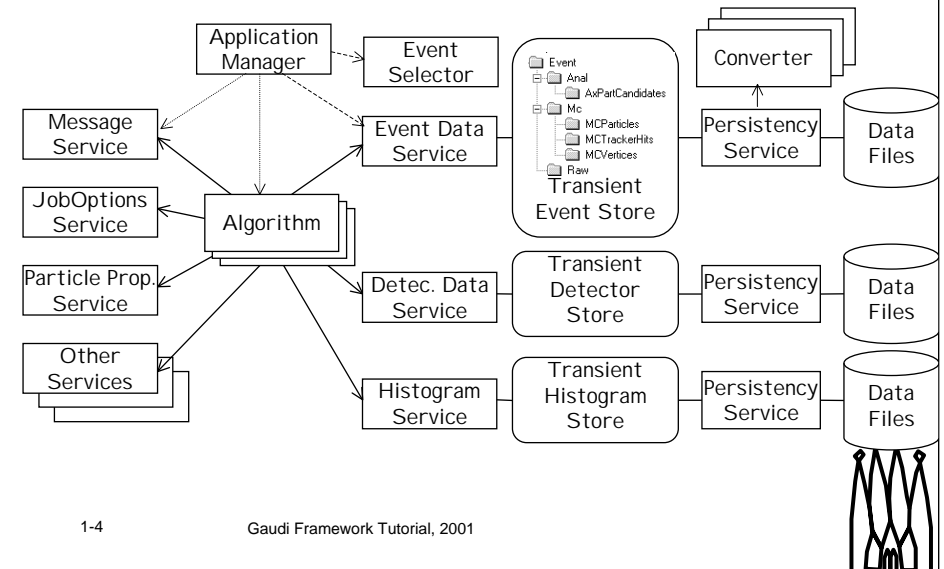 Application
Manager
Event
Selector
Converter
Event
Anal
AxPartCandidates
Mc
MCParticles
MCTrackerHits
MCVertices
Raw
Transient
Event Store
Message
Service
Event Data
Service
Persistency
Service
Data
Files
JobOptions
Service
Algorithm
Particle Prop.
Service
Detec. Data
Service
Transient
Detector
Store
Persistency
Service
Data
Files
Other
Services
Histogram
Service
Transient
Histogram
Store
Persistency
Service
Data
Files
1-4
Gaudi Framework Tutorial, 2001